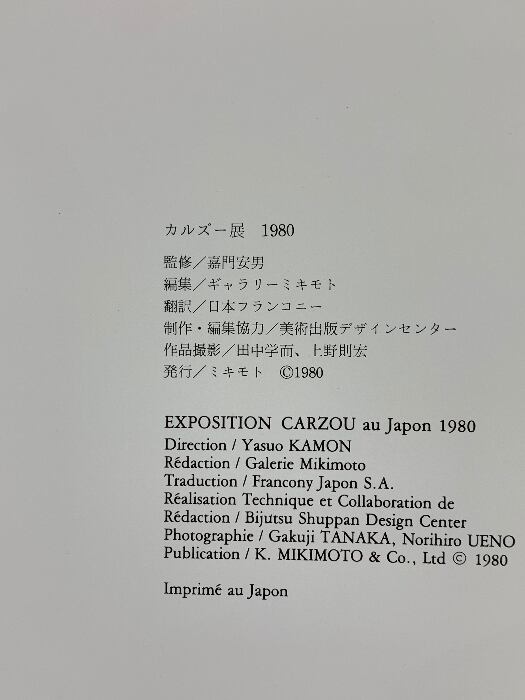 カルズー展　1980
監修／嘉門安男
編集／ギャラリーミキモト
翻訳／日本フランコニー
制作・編集協力／美術出版デザインセンター
作品撮影／田中学而、上野則宏
発行／ミキモト　©1980
EXPOSITION CARZOU au Japon 1980
Direction / Yasuo KAMON
Rédaction / Galerie Mikimoto
Traduction / Francony Japon S.A.
Réalisation Technique et Collaboration de
Rédaction / Bijutsu Shuppan Design Center
Photographie / Gakuji TANAKA, Norihiro UENO
Publication / K. MIKIMOTO & Co., Ltd © 1980
Imprimé au Japon